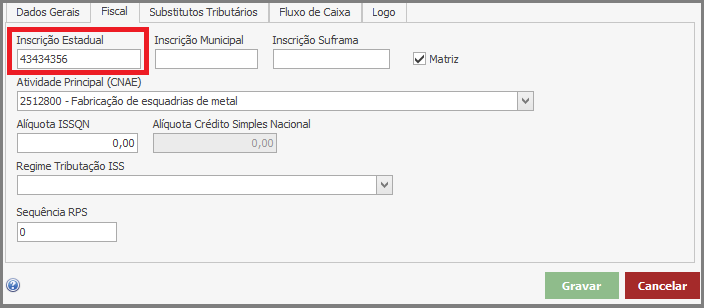 Dados Gerais Fiscal Substitutos Tributários Fluxo de Caixa Logo
Inscrição Estadual Inscrição Municipal Inscrição Suframa
43434356 Matriz
Atividade Principal (CNAE)
2512800 - Fabricação de esquadrias de metal
Alíquota ISSQN Alíquota Crédito Simples Nacional
0,00 0,00
Regime Tributação ISS
Sequência RPS
0
? Gravar Cancelar